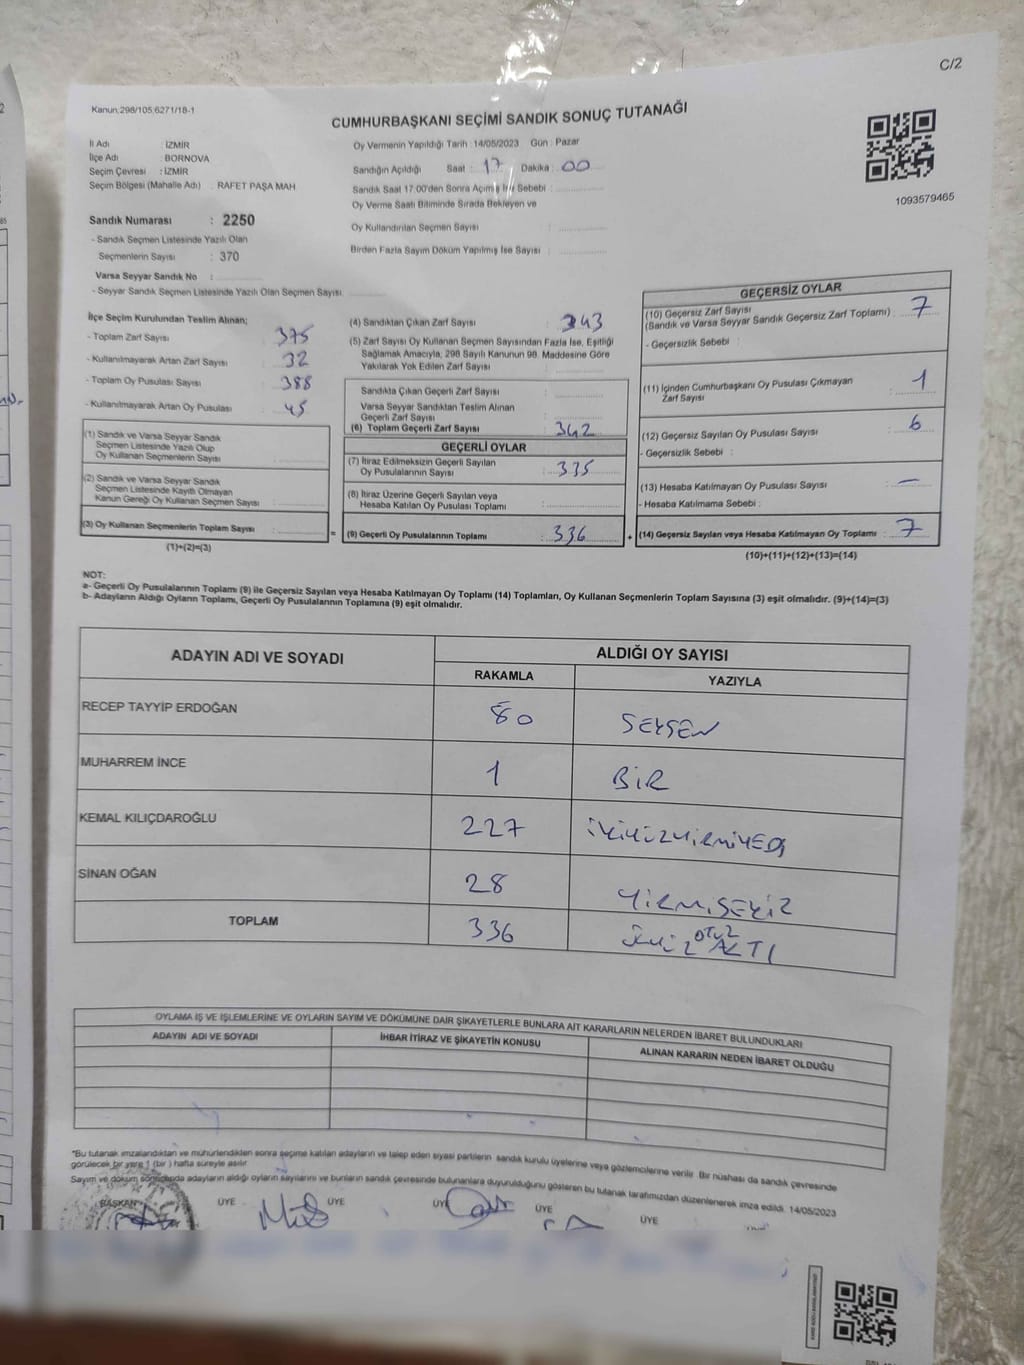 C/2
Kanun:298/105;6271/18-1
CUMHURBAŞKANI SEÇİMİ SANDIK SONUÇ TUTANAĞI
İl Adı : İZMİR
İlçe Adı : BORNOVA
Seçim Çevresi : İZMİR
Seçim Bölgesi (Mahalle Adı) : RAFET PAŞA MAH
Sandık Numarası : 2250
- Sandık Seçmen Listesinde Yazılı Olan
Seçmenlerin Sayısı : 370
Varsa Seyyar Sandık No :
- Seyyar Sandık Seçmen Listesinde Yazılı Olan Seçmen Sayısı
Oy Vermenin Yapıldığı Tarih : 14/05/2023 Gün : Pazar
Sandığın Açıldığı Saat : 17 Dakika : 00
Sandık Saat 17:00'den Sonra Açılmış İse Sebebi :
Oy Verme Saati Bitiminde Sırada Bekleyen ve
Oy Kullandırılan Seçmen Sayısı :
Birden Fazla Sayım Döküm Yapılmış İse Sayısı :
1093579465
İlçe Seçim Kurulundan Teslim Alınan;
- Toplam Zarf Sayısı : 375
- Kullanılmayarak Artan Zarf Sayısı : 32
- Toplam Oy Pusulası Sayısı : 388
- Kullanılmayarak Artan Oy Pusulası : 45
(1) Sandık ve Varsa Seyyar Sandık
Seçmen Listesinde Yazılı Olup
Oy Kullanan Seçmenlerin Sayısı :
(2) Sandık ve Varsa Seyyar Sandık
Seçmen Listesinde Kayıtlı Olmayan
Kanun Gereği Oy Kullanan Seçmen Sayısı :
(3) Oy Kullanan Seçmenlerin Toplam Sayısı :
(1)+(2)=(3)
(4) Sandıktan Çıkan Zarf Sayısı : 343
(5) Zarf Sayısı Oy Kullanan Seçmen Sayısından Fazla İse, Eşitliği
Sağlamak Amacıyla, 298 Sayılı Kanunun 98. Maddesine Göre
Yakılarak Yok Edilen Zarf Sayısı :
Sandıkta Çıkan Geçerli Zarf Sayısı :
Varsa Seyyar Sandıktan Teslim Alınan
Geçerli Zarf Sayısı :
(6) Toplam Geçerli Zarf Sayısı : 342
GEÇERLİ OYLAR
(7) İtiraz Edilmeksizin Geçerli Sayılan
Oy Pusulalarının Sayısı : 335
(8) İtiraz Üzerine Geçerli Sayılan veya
Hesaba Katılan Oy Pusulası Toplamı :
= (9) Geçerli Oy Pusulalarının Toplamı : 336
GEÇERSİZ OYLAR
(10) Geçersiz Zarf Sayısı
(Sandık ve Varsa Seyyar Sandık Geçersiz Zarf Toplamı) : 7
- Geçersizlik Sebebi :
(11) İçinden Cumhurbaşkanı Oy Pusulası Çıkmayan
Zarf Sayısı : 1
(12) Geçersiz Sayılan Oy Pusulası Sayısı : 6
- Geçersizlik Sebebi :
(13) Hesaba Katılmayan Oy Pusulası Sayısı : —
- Hesaba Katılmama Sebebi :
+ (14) Geçersiz Sayılan veya Hesaba Katılmayan Oy Toplamı : 7
(10)+(11)+(12)+(13)=(14)
NOT:
a- Geçerli Oy Pusulalarının Toplamı (9) ile Geçersiz Sayılan veya Hesaba Katılmayan Oy Toplamı (14) Toplamları, Oy Kullanan Seçmenlerin Toplam Sayısına (3) eşit olmalıdır. (9)+(14)=(3)
b- Adayların Aldığı Oyların Toplamı, Geçerli Oy Pusulalarının Toplamına (9) eşit olmalıdır.
ADAYIN ADI VE SOYADI
ALDIĞI OY SAYISI
RAKAMLA YAZIYLA
RECEP TAYYİP ERDOĞAN 80 SEKSEN
MUHARREM İNCE 1 BİR
KEMAL KILIÇDAROĞLU 227 İKİYÜZYİRMİYEDİ
SİNAN OĞAN 28 YİRMİSEKİZ
TOPLAM 336 OTUZ ALTI
OYLAMA İŞ VE İŞLEMLERİNE VE OYLARIN SAYIM VE DÖKÜMÜNE DAİR ŞİKAYETLERLE BUNLARA AİT KARARLARIN NELERDEN İBARET BULUNDUKLARI
ADAYIN ADI VE SOYADI İHBAR İTİRAZ VE ŞİKAYETİN KONUSU ALINAN KARARIN NEDEN İBARET OLDUĞU
*Bu tutanak imzalandıktan ve mühürlendikten sonra seçime katılan adayların ve talep eden siyasi partilerin sandık kurulu üyelerine veya gözlemcilerine verilir. Bir nüshası da sandık çevresinde
görülecek bir yere 1 (bir) hafta süreyle asılır.
Sayım ve döküm sonucunda adayların aldığı oyların sayılarını ve bunların sandık çevresinde bulunanlara duyurulduğunu gösteren bu tutanak tarafımızdan düzenlenerek imza edildi. 14/05/2023
BAŞKAN ÜYE ÜYE ÜYE ÜYE ÜYE